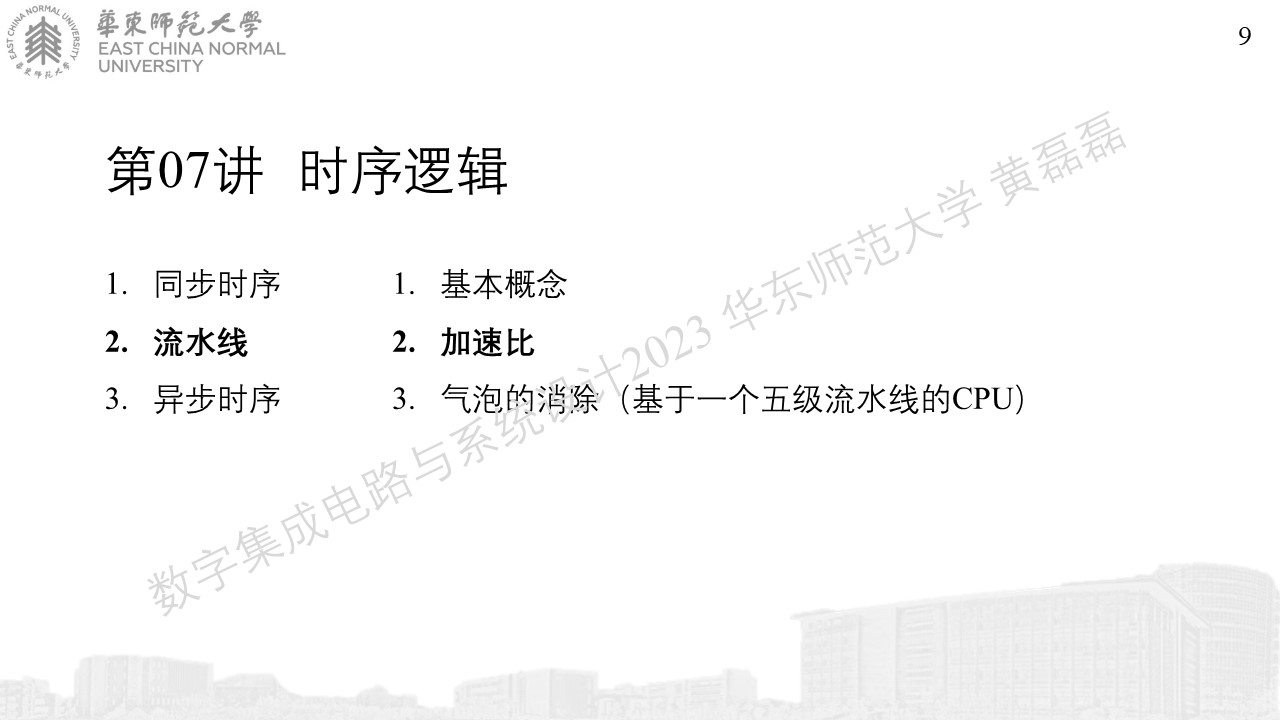 華東師範大學
EAST CHINA NORMAL
UNIVERSITY
EAST CHINA NORMAL UNIVERSITY
華東师范大学
9
第07讲 时序逻辑
1. 同步时序
2. 流水线
3. 异步时序
1. 基本概念
2. 加速比
3. 气泡的消除（基于一个五级流水线的CPU）
数字集成电路与系统设计2023 华东师范大学 黄磊磊